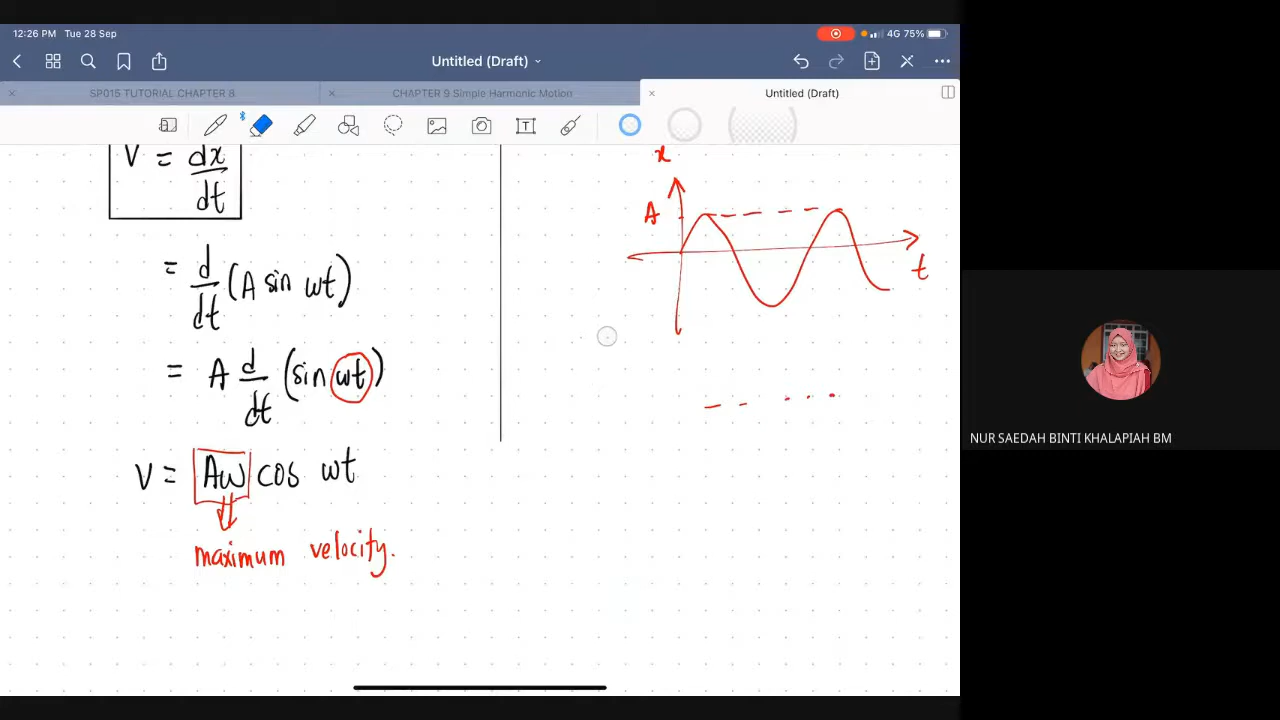 12:26 PM Tue 28 Sep
4G 75%
Untitled (Draft)
SP015 TUTORIAL CHAPTER 8
CHAPTER 9 Simple Harmonic Motion
Untitled (Draft)
T
V = dx/dt
= d/dt (A sin ωt)
= A d/dt (sin ωt)
V = Aω cos ωt
maximum velocity.
x
A
t
NUR SAEDAH BINTI KHALAPIAH BM